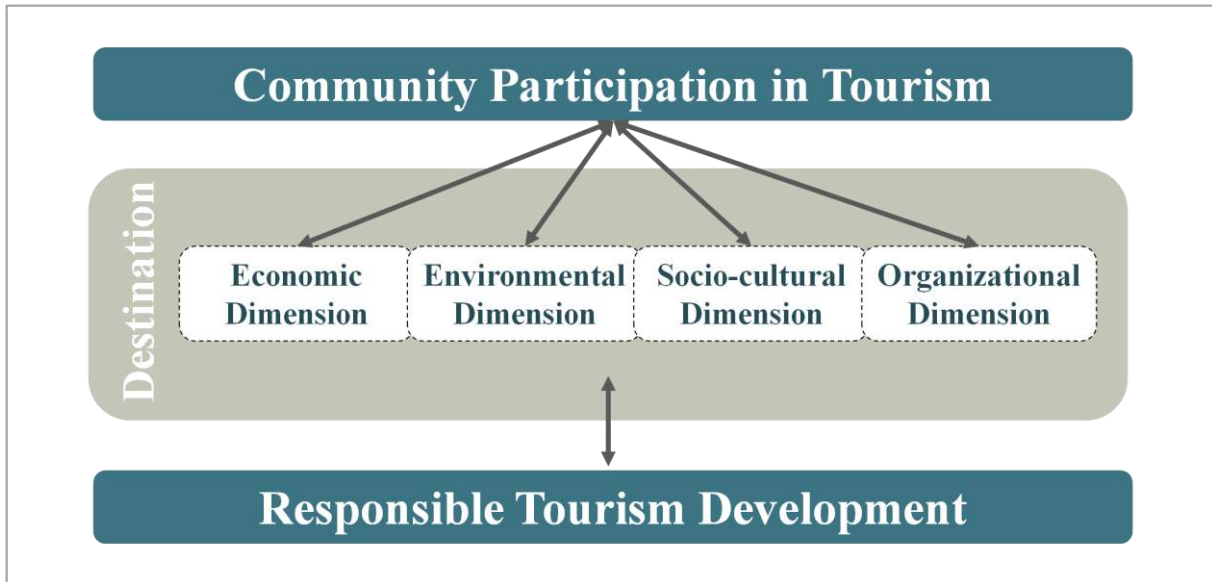 Community Participation in Tourism
Destination
Economic
Dimension
Environmental
Dimension
Socio-cultural
Dimension
Organizational
Dimension
Responsible Tourism Development